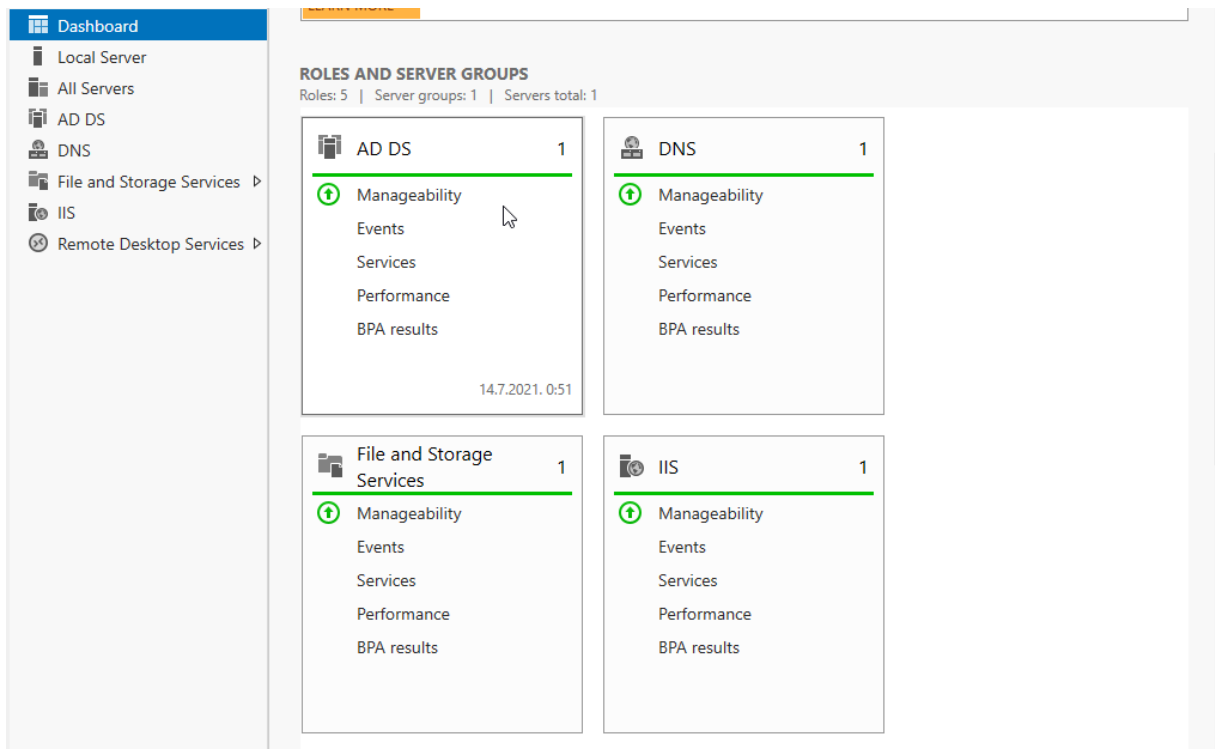 Dashboard
Local Server
All Servers
AD DS
DNS
File and Storage Services
IIS
Remote Desktop Services
LEARN MORE
ROLES AND SERVER GROUPS
Roles: 5 | Server groups: 1 | Servers total: 1
AD DS 1
Manageability
Events
Services
Performance
BPA results
14.7.2021. 0:51
DNS 1
Manageability
Events
Services
Performance
BPA results
File and Storage
Services 1
Manageability
Events
Services
Performance
BPA results
IIS 1
Manageability
Events
Services
Performance
BPA results